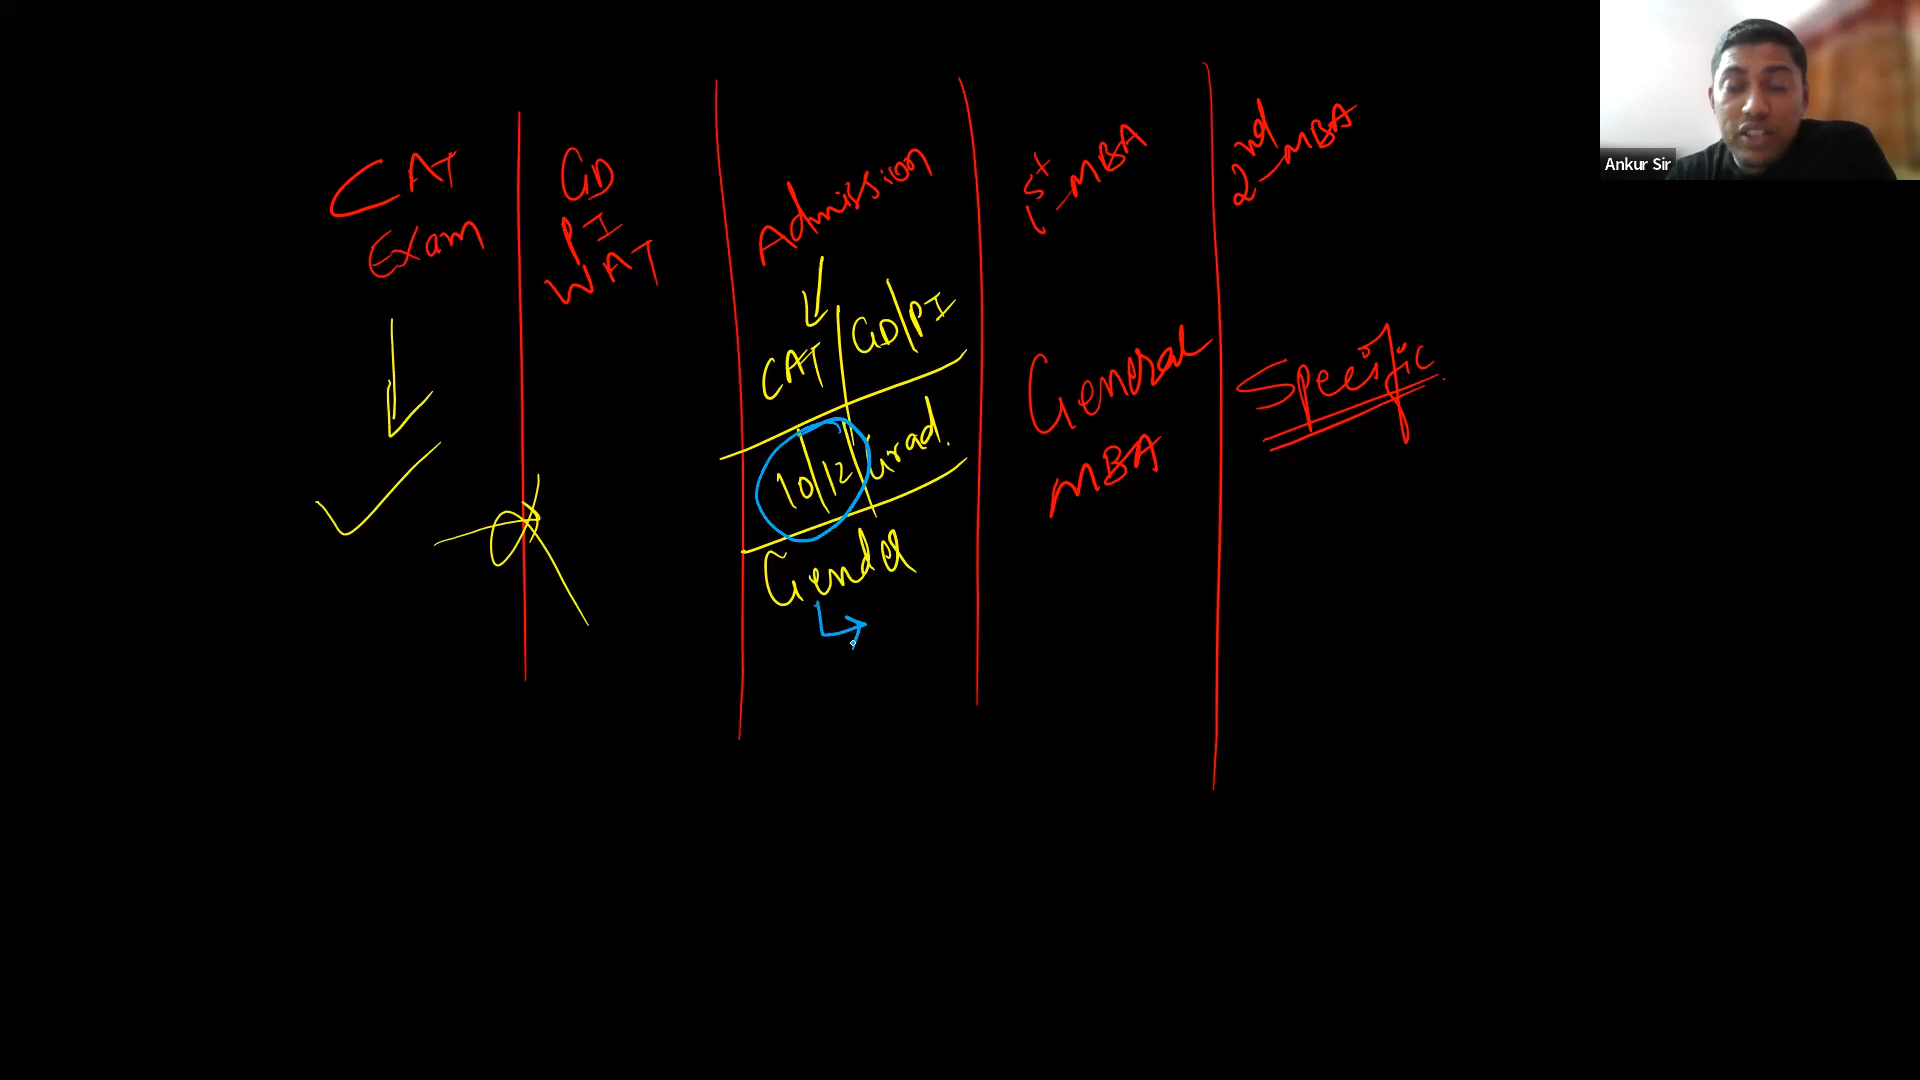 CAT
Exam
GD
PI
WAT
Admission
CAT GD/PI
10/12/Grad.
Gender
1st MBA
General
MBA
2nd MBA
Specific
Ankur Sir